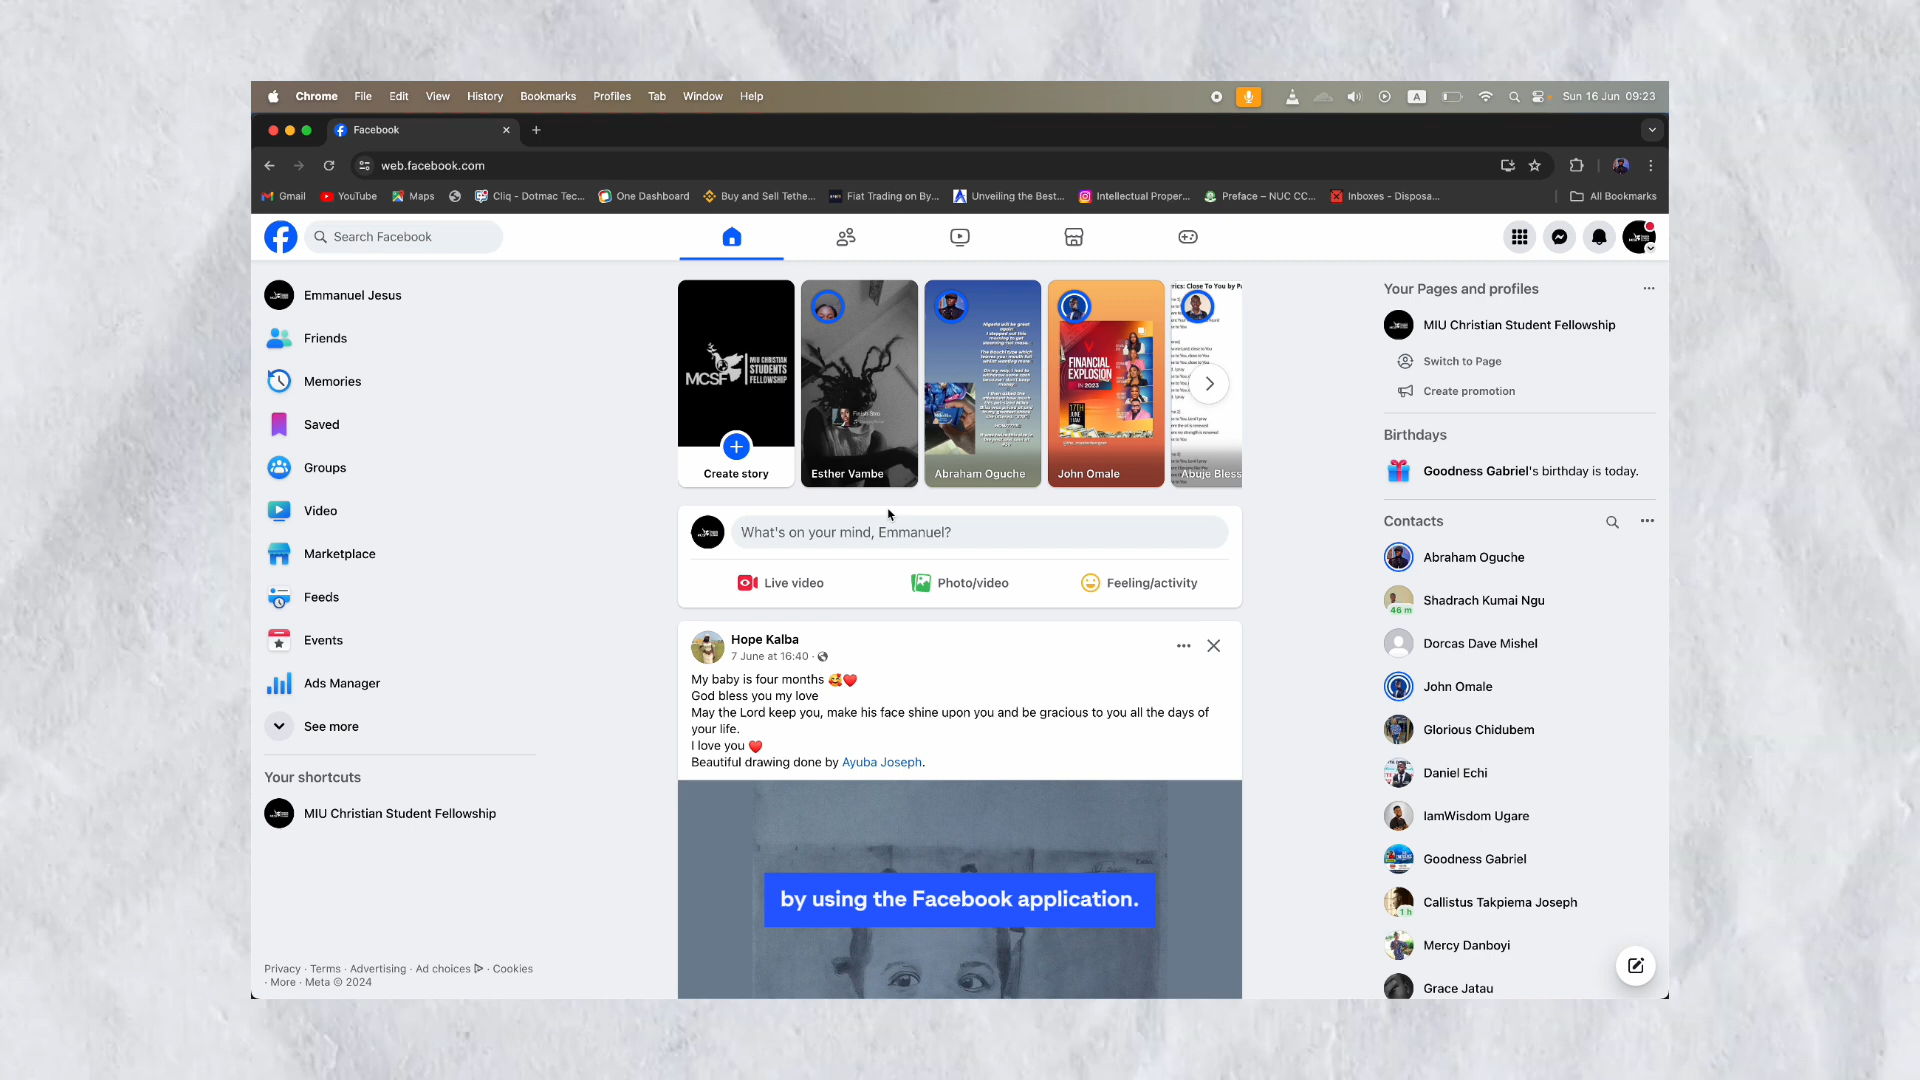 Chrome File Edit View History Bookmarks Profiles Tab Window Help
A
Sun 16 Jun 09:23
Facebook
web.facebook.com
Gmail
YouTube
Maps
Cliq - Dotmac Tec...
One Dashboard
Buy and Sell Tethe...
Fiat Trading on By...
Unveiling the Best...
Intellectual Proper...
Preface – NUC CC...
Inboxes - Disposa...
All Bookmarks
Search Facebook
Emmanuel Jesus
Friends
Memories
Saved
Groups
Video
Marketplace
Feeds
Events
Ads Manager
See more
Your shortcuts
MIU Christian Student Fellowship
Privacy · Terms · Advertising · Ad choices · Cookies
· More · Meta © 2024
MCSF
MIU CHRISTIAN
STUDENTS
FELLOWSHIP
Create story
Esther Vambe
Abraham Oguche
FINANCIAL
EXPLOSION
IN 2023
17TH
John Omale
rics: Close To You by
Abuje Bless
What's on your mind, Emmanuel?
Live video
Photo/video
Feeling/activity
Hope Kalba
7 June at 16:40 ·
My baby is four months 🥰❤️
God bless you my love
May the Lord keep you, make his face shine upon you and be gracious to you all the days of
your life.
I love you ❤️
Beautiful drawing done by Ayuba Joseph.
by using the Facebook application.
Your Pages and profiles
MIU Christian Student Fellowship
Switch to Page
Create promotion
Birthdays
Goodness Gabriel's birthday is today.
Contacts
Abraham Oguche
Shadrach Kumai Ngu
46 m
Dorcas Dave Mishel
John Omale
Glorious Chidubem
Daniel Echi
IamWisdom Ugare
Goodness Gabriel
Callistus Takpiema Joseph
1 h
Mercy Danboyi
Grace Jatau